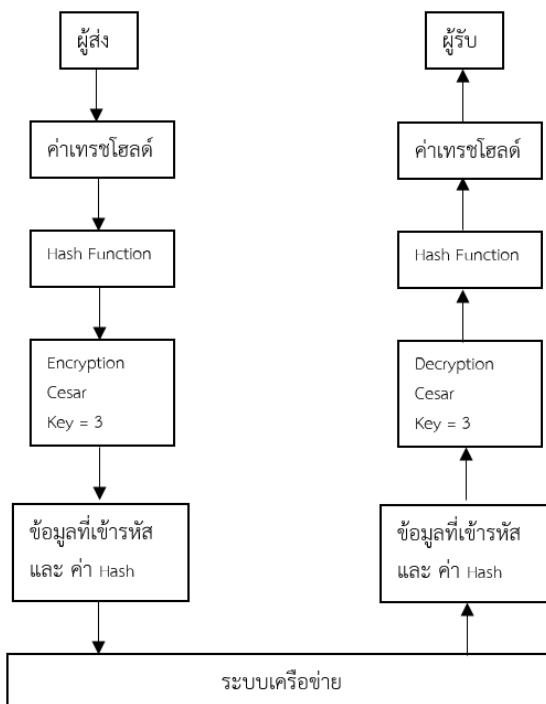 ผู้ส่ง
ค่าเทรชโฮลด์
Hash Function
Encryption
Cesar
Key = 3
ข้อมูลที่เข้ารหัส
และ ค่า Hash
ผู้รับ
ค่าเทรชโฮลด์
Hash Function
Decryption
Cesar
Key = 3
ข้อมูลที่เข้ารหัส
และ ค่า Hash
ระบบเครือข่าย